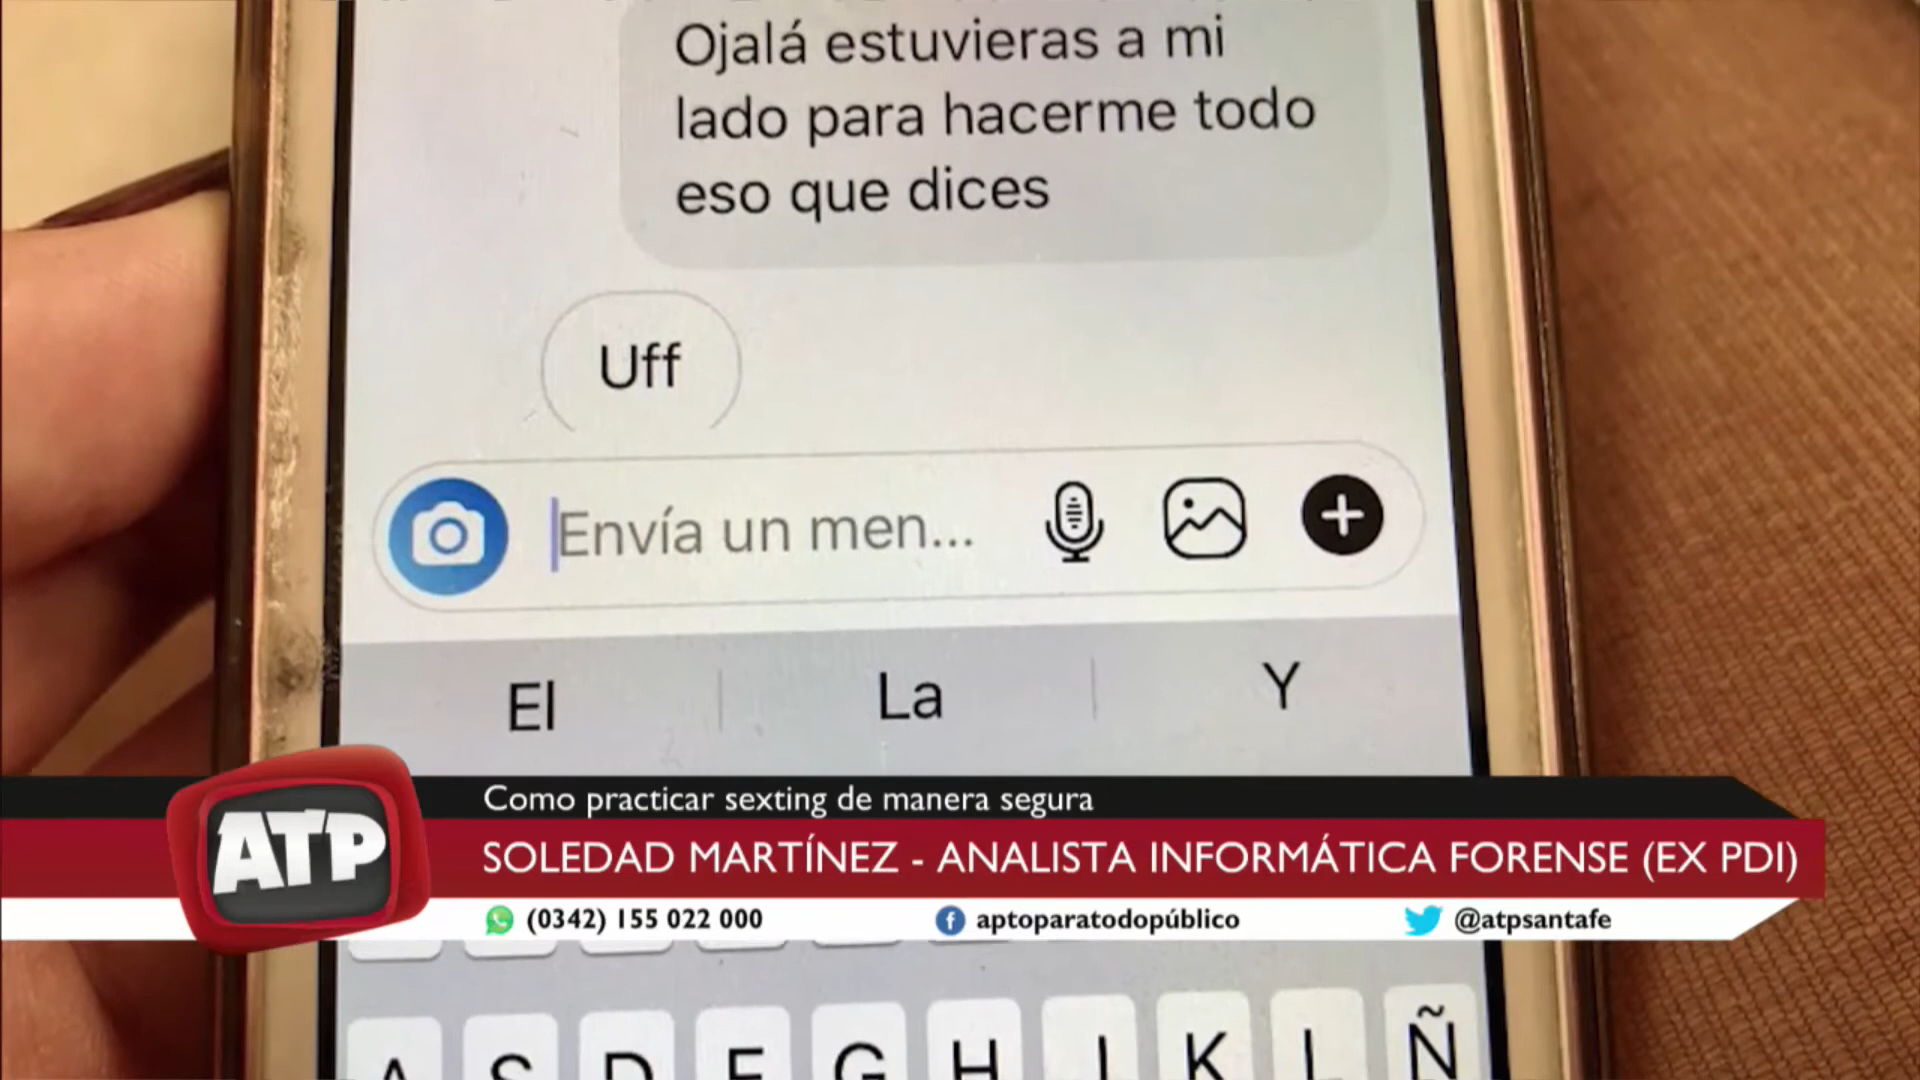 Ojalá estuvieras a mi
lado para hacerme todo
eso que dices
Uff
Envía un men...
El La Y
ATP
Como practicar sexting de manera segura
SOLEDAD MARTÍNEZ - ANALISTA INFORMÁTICA FORENSE (EX PDI)
(0342) 155 022 000 aptoparatodopúblico @atpsantafe
A S D F G H J K L Ñ